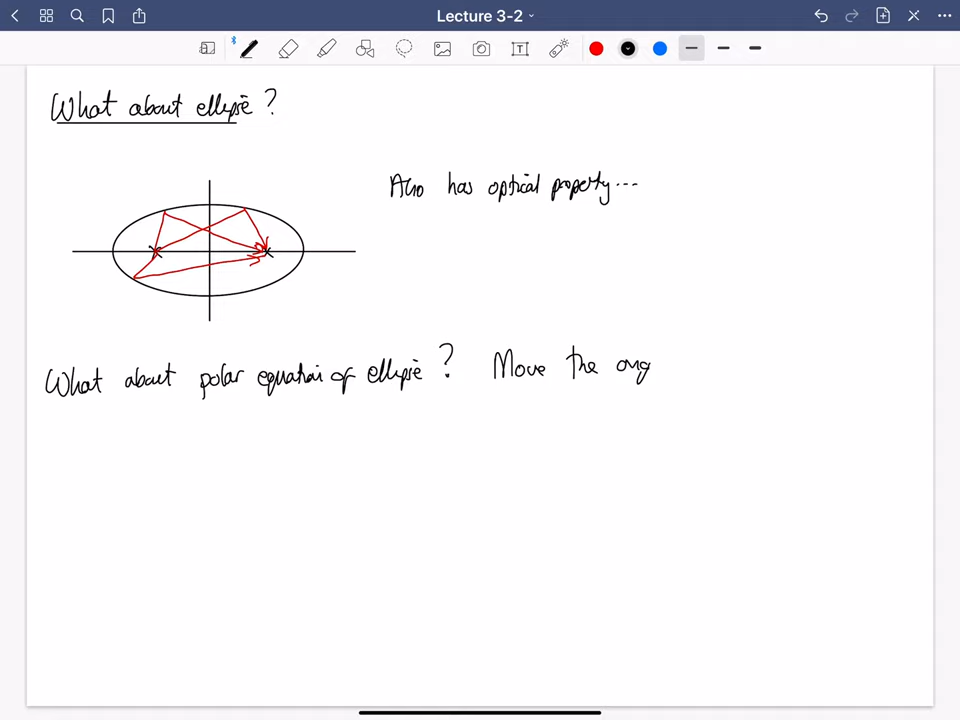 Lecture 3-2
What about ellipse ?
Also has optical property...
What about polar equation of ellipse ? Move the orig